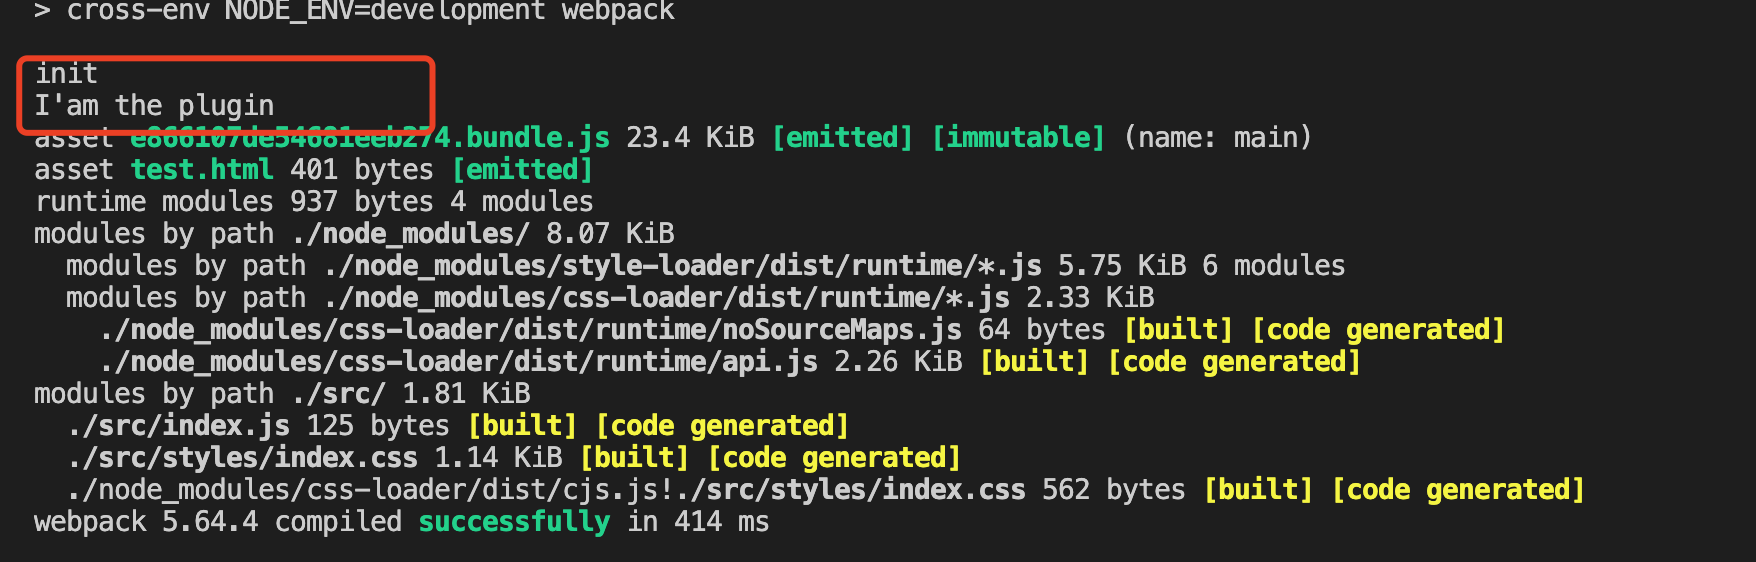 > cross-env NODE_ENV=development webpack
init
I'am the plugin
asset e866107de54681eeb274.bundle.js 23.4 KiB [emitted] [immutable] (name: main)
asset test.html 401 bytes [emitted]
runtime modules 937 bytes 4 modules
modules by path ./node_modules/ 8.07 KiB
modules by path ./node_modules/style-loader/dist/runtime/*.js 5.75 KiB 6 modules
modules by path ./node_modules/css-loader/dist/runtime/*.js 2.33 KiB
./node_modules/css-loader/dist/runtime/noSourceMaps.js 64 bytes [built] [code generated]
./node_modules/css-loader/dist/runtime/api.js 2.26 KiB [built] [code generated]
modules by path ./src/ 1.81 KiB
./src/index.js 125 bytes [built] [code generated]
./src/styles/index.css 1.14 KiB [built] [code generated]
./node_modules/css-loader/dist/cjs.js!./src/styles/index.css 562 bytes [built] [code generated]
webpack 5.64.4 compiled successfully in 414 ms